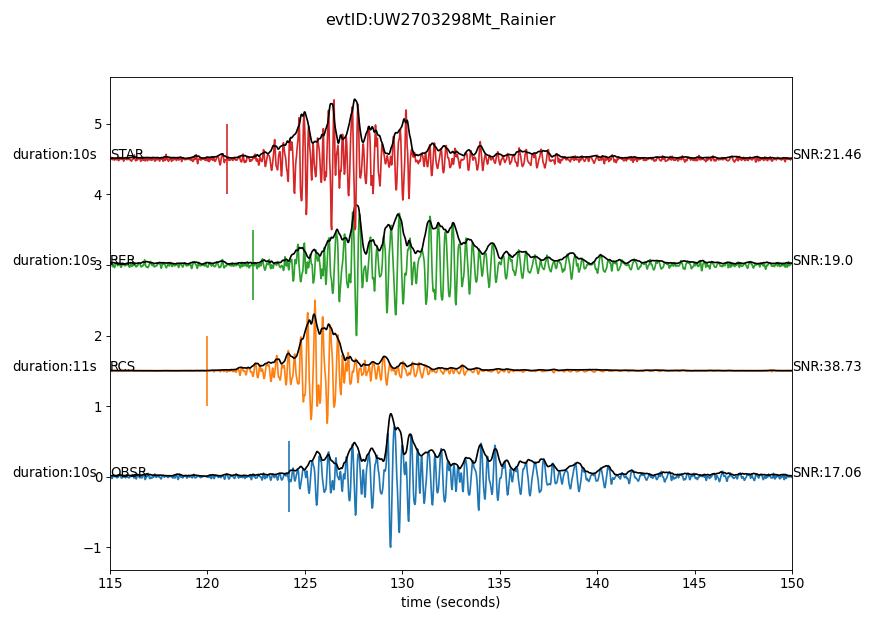 evtID:UW2703298Mt_Rainier
5
duration:10s STAR SNR:21.46
4
duration:10s RER SNR:19.0
3
2
duration:11s RCS SNR:38.73
1
duration:10s OBSR SNR:17.06
0
−1
115 120 125 130 135 140 145 150
time (seconds)